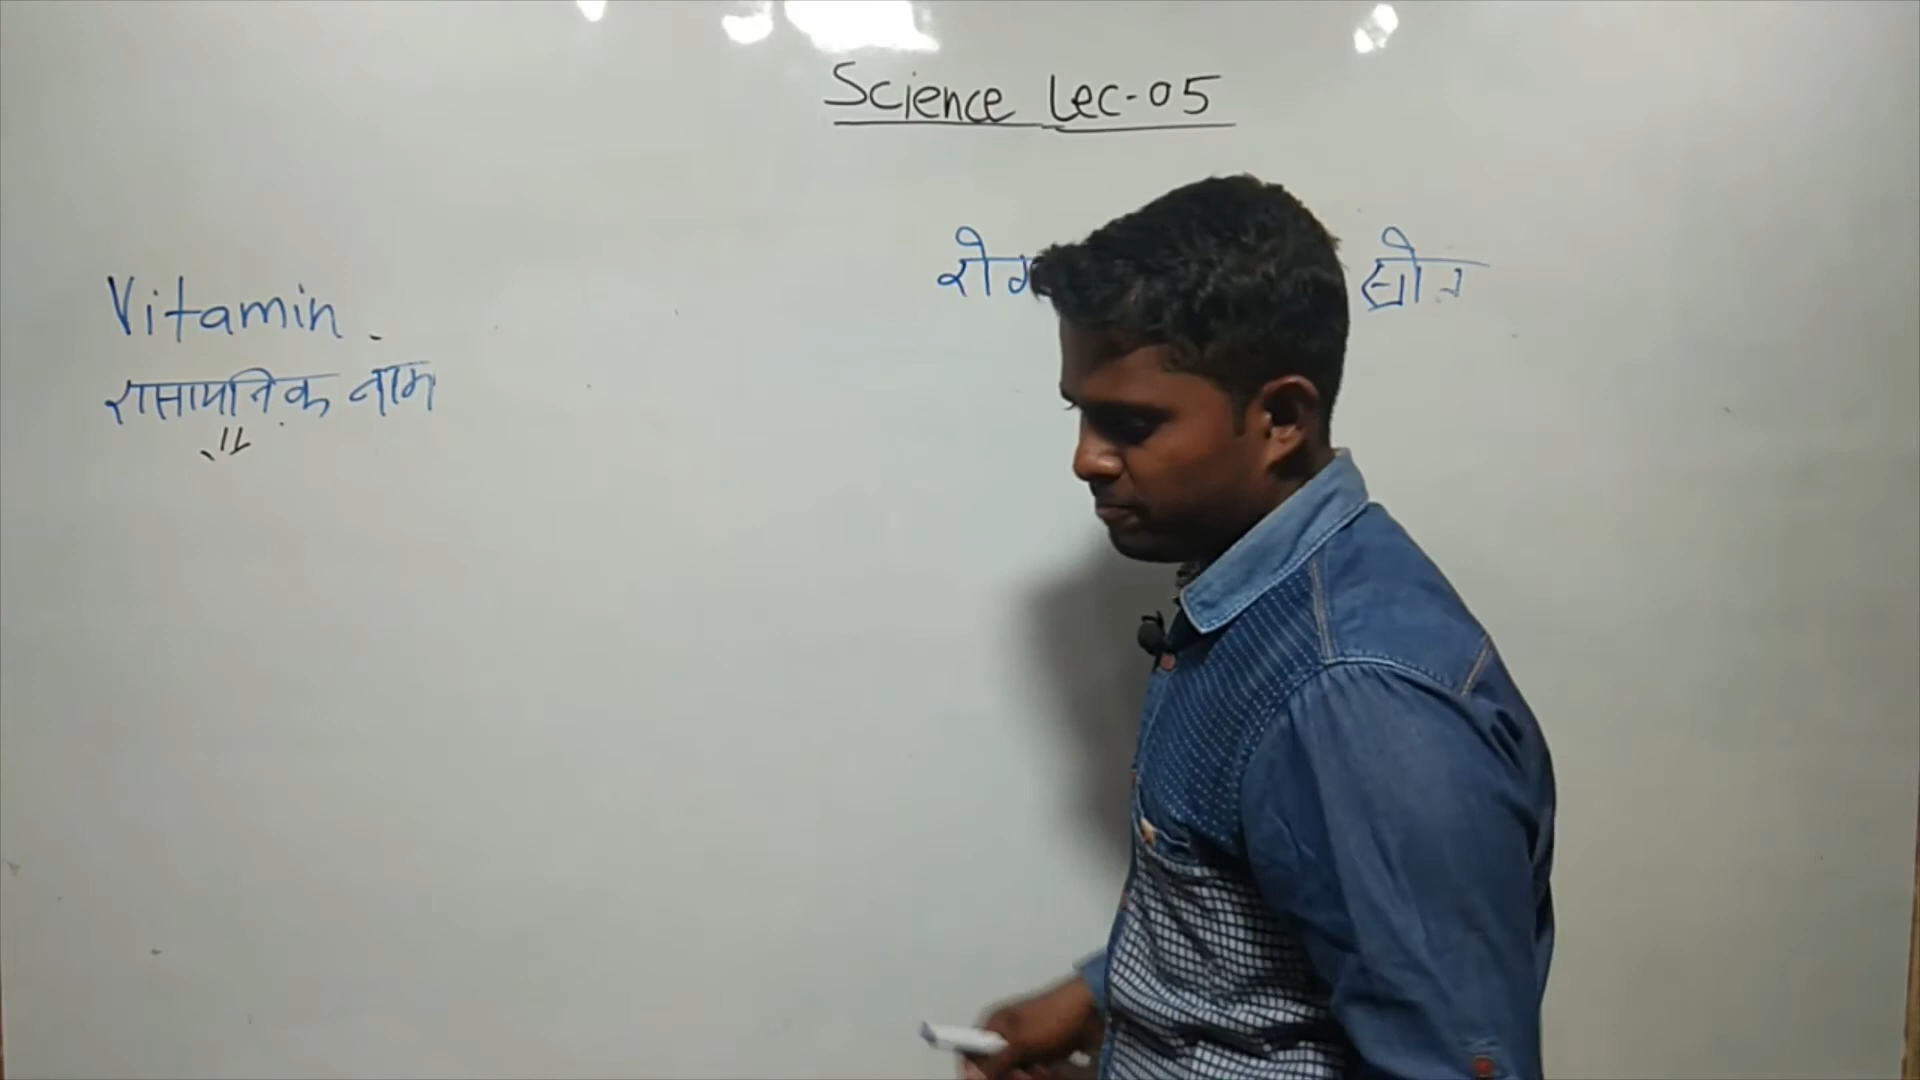 Science Lec-05
रोग स्रोत
Vitamin
रासायनिक नाम